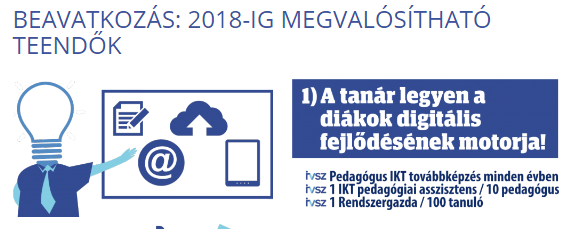 BEAVATKOZÁS: 2018-IG MEGVALÓSÍTHATÓ
TEENDŐK
1) A tanár legyen a
diákok digitális
fejlődésének motorja!
@
ivsz Pedagógus IKT továbbképzés minden évben
ivsz 1 IKT pedagógiai asszisztens / 10 pedagógus
ivsz 1 Rendszergazda / 100 tanuló